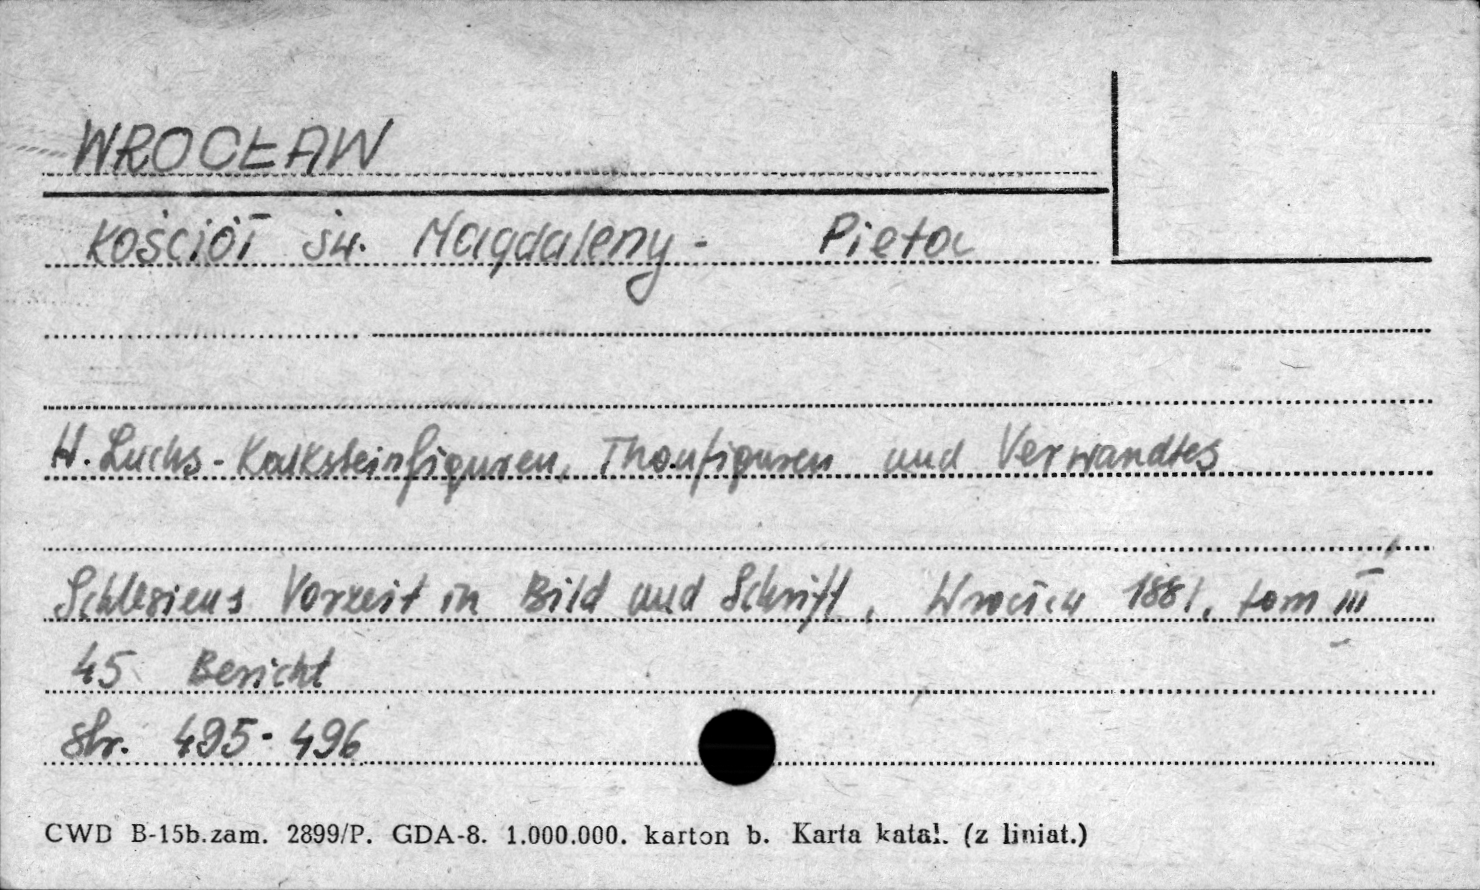 WROCŁAW
Kościół św. Magdaleny - Pieta
H. Luchs - Kalksteinfiguren, Thonfiguren und Verwandtes
Schlesiens Vorzeit in Bild und Schrift, Wrocław 1881, tom III
45 Bericht
str. 495-496
CWD B-15b.zam. 2899/P. GDA-8. 1.000.000. karton b. Karta katal. (z liniat.)